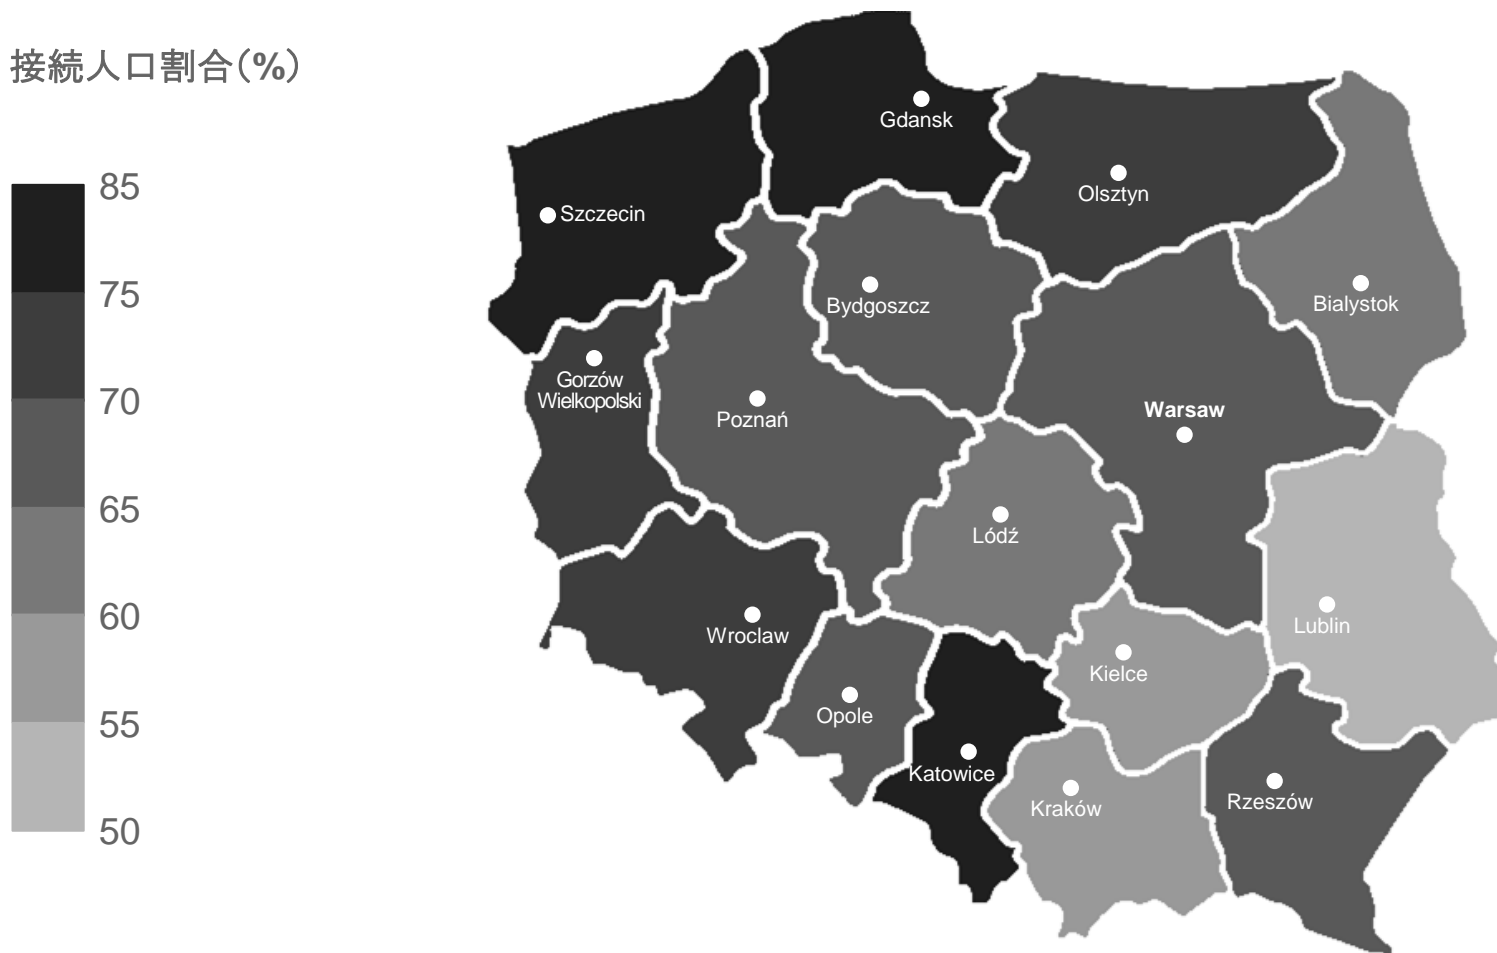 接続人口割合(%)
85
75
70
65
60
55
50
Gdansk
Olsztyn
Szczecin
Bialystok
Bydgoszcz
Gorzów
Wielkopolski
Poznań
Warsaw
Lódź
Lublin
Wroclaw
Kielce
Opole
Katowice
Kraków
Rzeszów